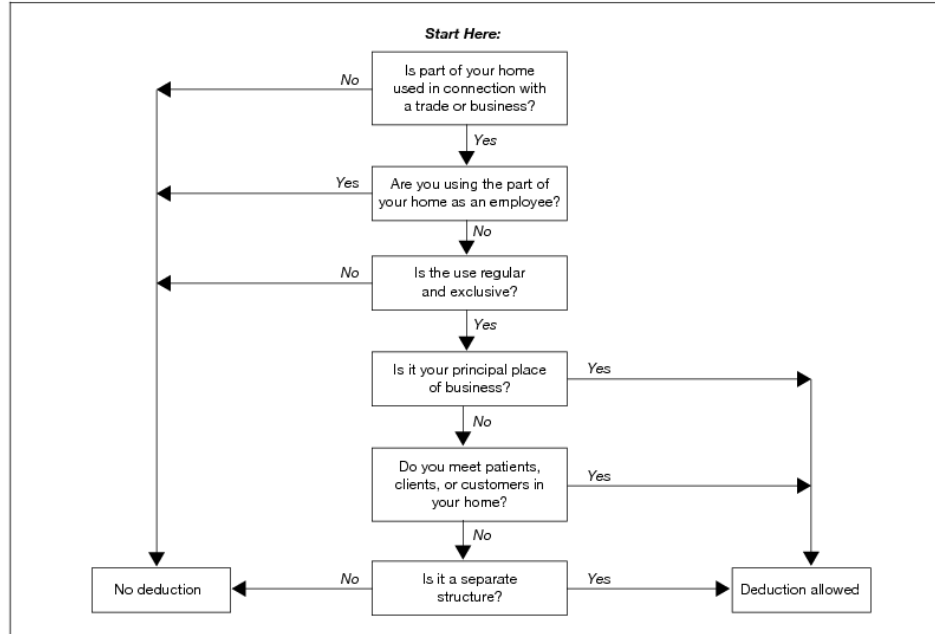 Start Here:
Is part of your home
used in connection with
a trade or business?
No
Yes
Are you using the part of
your home as an employee?
Yes
No
Is the use regular
and exclusive?
No
Yes
Is it your principal place
of business?
Yes
No
Do you meet patients,
clients, or customers in
your home?
Yes
No
Is it a separate
structure?
No
Yes
No deduction
Deduction allowed